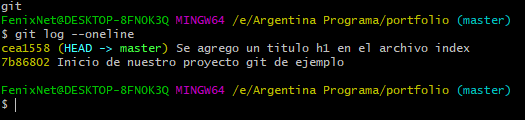 git
FenixNet@DESKTOP-8FNOK3Q MINGW64 /e/Argentina Programa/portfolio (master)
$ git log --oneline
cea1558 (HEAD -> master) Se agrego un titulo h1 en el archivo index
7b86802 Inicio de nuestro proyecto git de ejemplo
FenixNet@DESKTOP-8FNOK3Q MINGW64 /e/Argentina Programa/portfolio (master)
$